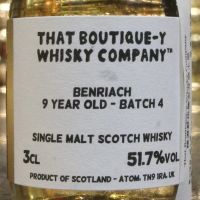 THAT BOUTIQUE-Y
WHISKY COMPANY™
BENRIACH
9 YEAR OLD - BATCH 4
SINGLE MALT SCOTCH WHISKY
3CL 51.7%VOL
PRODUCT OF SCOTLAND - ATOM, TN9 1RA, UK